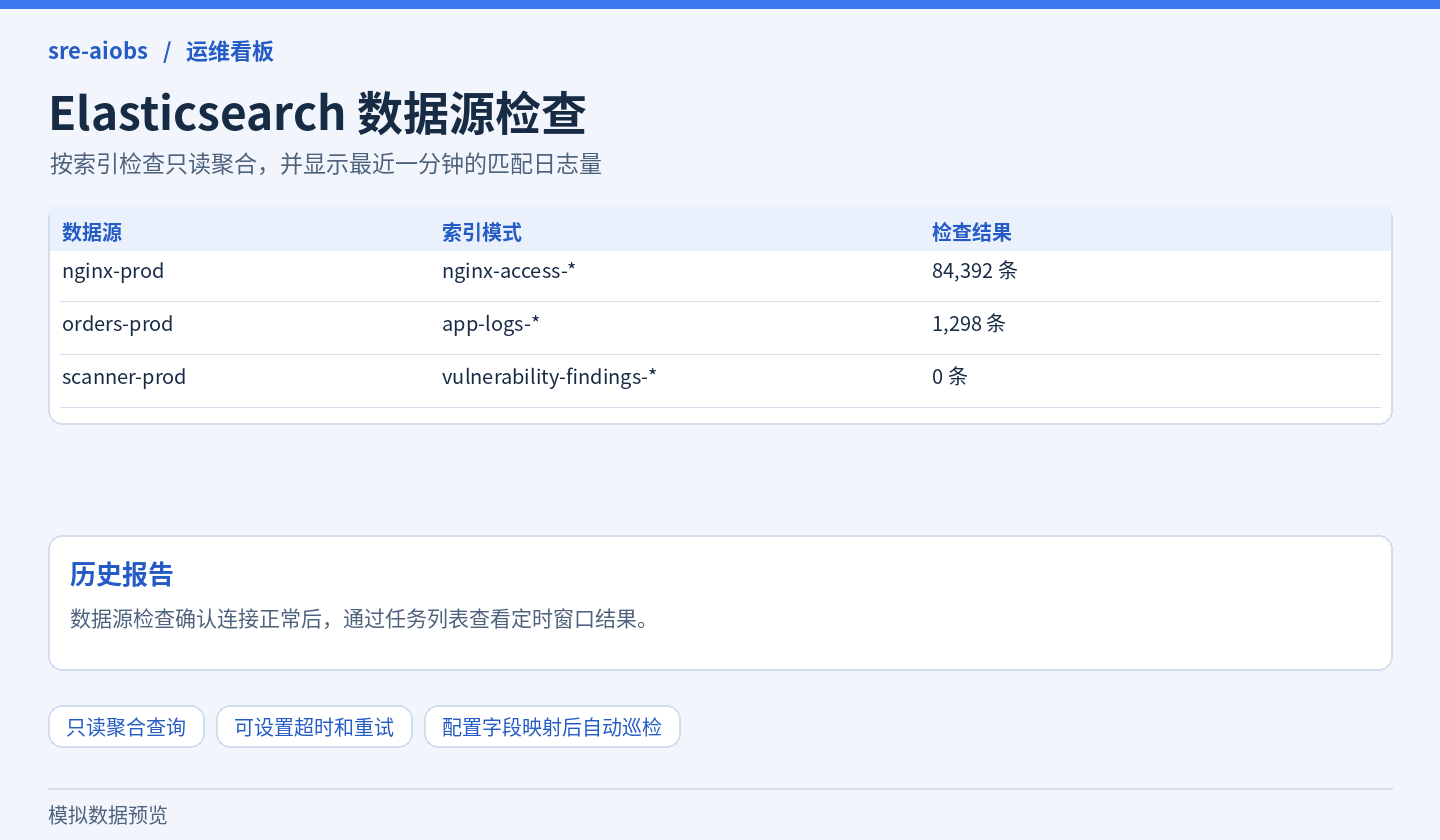 sre-aiobs / 运维看板
Elasticsearch 数据源检查
按索引检查只读聚合，并显示最近一分钟的匹配日志量
数据源 索引模式 检查结果
nginx-prod nginx-access-* 84,392 条
orders-prod app-logs-* 1,298 条
scanner-prod vulnerability-findings-* 0 条
历史报告
数据源检查确认连接正常后，通过任务列表查看定时窗口结果。
只读聚合查询 可设置超时和重试 配置字段映射后自动巡检
模拟数据预览